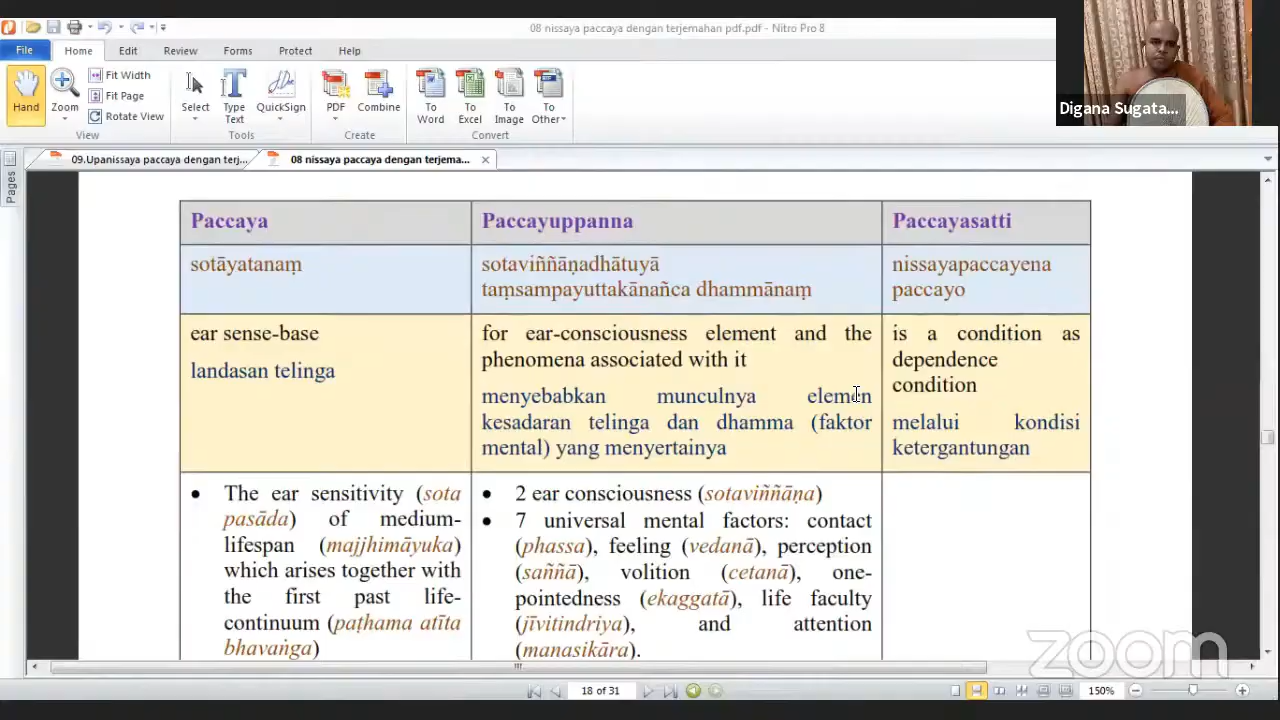 08 nissaya paccaya dengan terjemahan pdf.pdf - Nitro Pro 8
File
Home
Edit
Review
Forms
Protect
Help
Hand
Zoom
Fit Width
Fit Page
Rotate View
View
Select
Type Text
QuickSign
Tools
PDF
Combine
Create
To Word
To Excel
To Image
To Other
Convert
Digana Sugata...
09.Upanissaya paccaya dengan terj...
08 nissaya paccaya dengan terjema...
Pages
Paccaya
Paccayuppanna
Paccayasatti
sotāyatanaṃ
sotaviññāṇadhātuyā
taṃsampayuttakānañca dhammānaṃ
nissayapaccayena
paccayo
ear sense-base
landasan telinga
for ear-consciousness element and the
phenomena associated with it
menyebabkan munculnya elemen
kesadaran telinga dan dhamma (faktor
mental) yang menyertainya
is a condition as
dependence
condition
melalui kondisi
ketergantungan
• The ear sensitivity (sota
pasāda) of medium-
lifespan (majjhimāyuka)
which arises together with
the first past life-
continuum (paṭhama atīta
bhavaṅga)
• 2 ear consciousness (sotaviññāṇa)
• 7 universal mental factors: contact
(phassa), feeling (vedanā), perception
(saññā), volition (cetanā), one-
pointedness (ekaggatā), life faculty
(jīvitindriya), and attention
(manasikāra).
zoom
18 of 31
150%